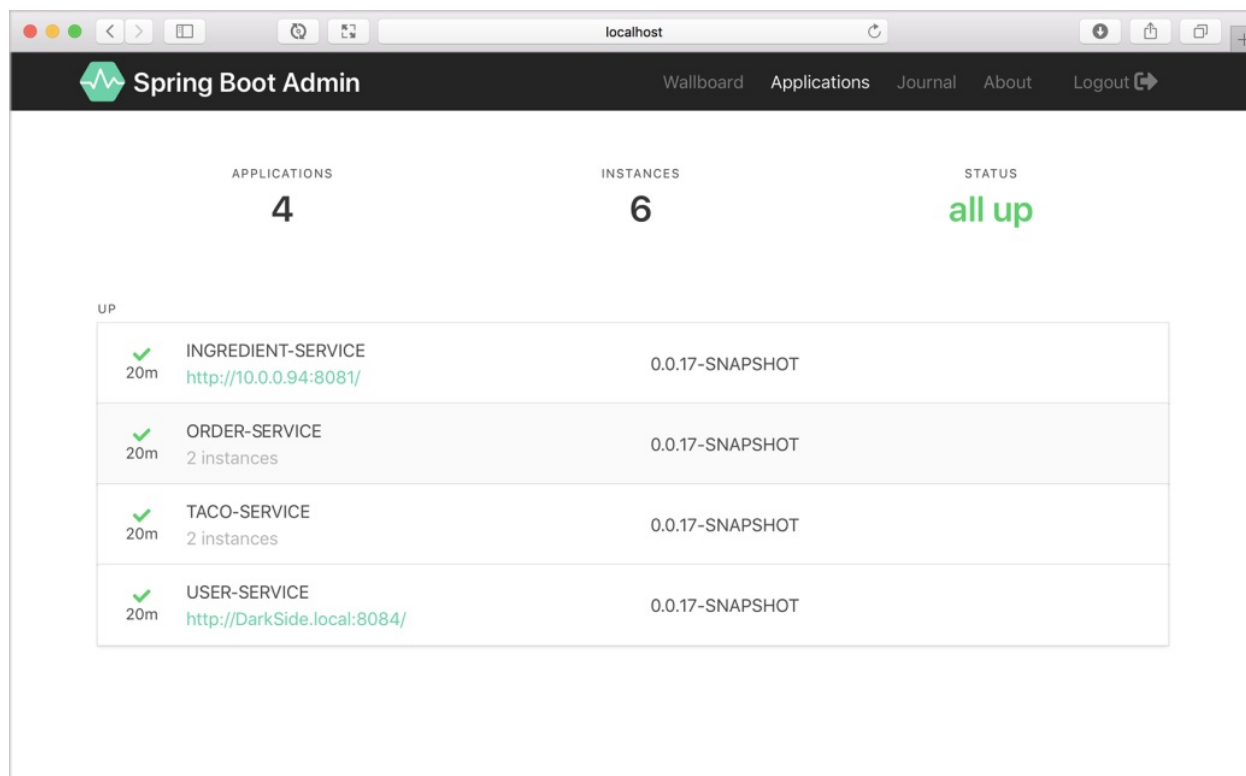 localhost
Spring Boot Admin
Wallboard Applications Journal About Logout
APPLICATIONS INSTANCES STATUS
4 6 all up
UP
INGREDIENT-SERVICE
20m http://10.0.0.94:8081/ 0.0.17-SNAPSHOT
ORDER-SERVICE
20m 2 instances 0.0.17-SNAPSHOT
TACO-SERVICE
20m 2 instances 0.0.17-SNAPSHOT
USER-SERVICE
20m http://DarkSide.local:8084/ 0.0.17-SNAPSHOT